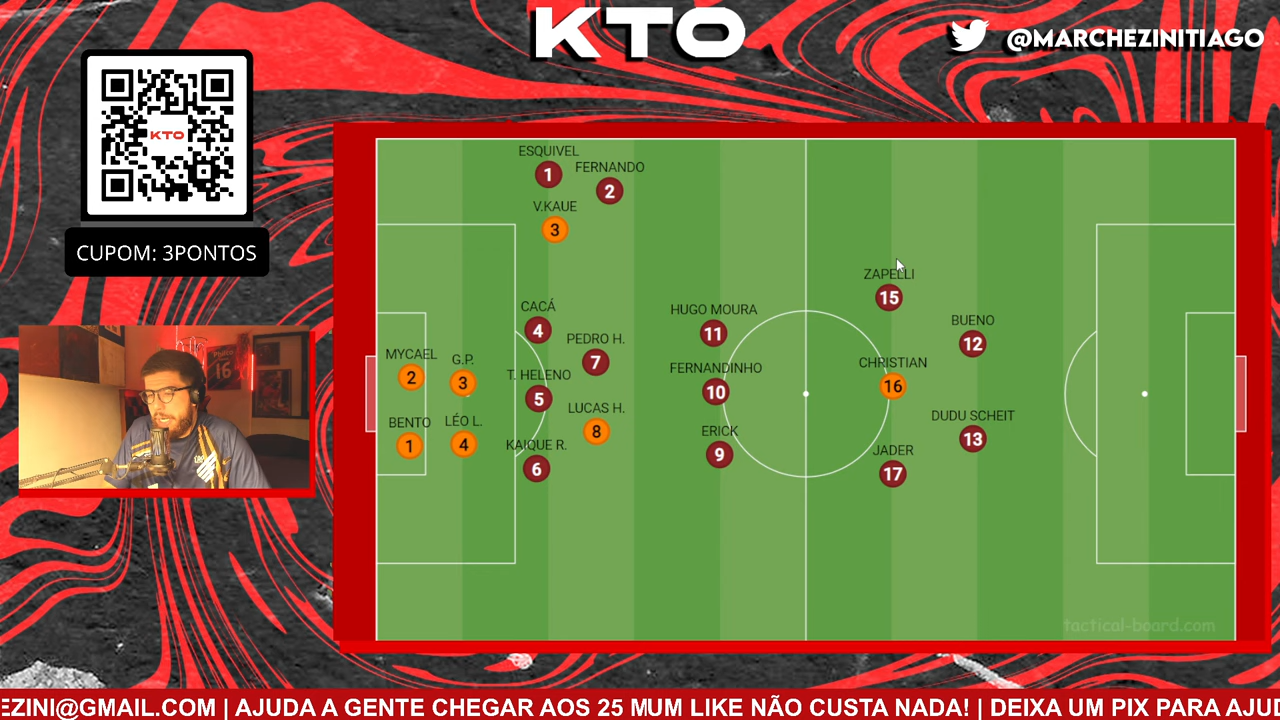 KTO
@MARCHEZINITIAGO
KTO
CUPOM: 3PONTOS
ESQUIVEL
1
FERNANDO
2
V.KAUE
3
ZAPELLI
15
CACÁ
4
HUGO MOURA
11
BUENO
12
PEDRO H.
7
MYCAEL
2
G.P.
3
FERNANDINHO
10
CHRISTIAN
16
T. HELENO
5
LUCAS H.
8
DUDU SCHEIT
13
BENTO
1
LÉO L.
4
ERICK
9
KAIQUE R.
6
JADER
17
tactical-board.com
EZINI@GMAIL.COM | AJUDA A GENTE CHEGAR AOS 25 MUM LIKE NÃO CUSTA NADA! | DEIXA UM PIX PARA AJU